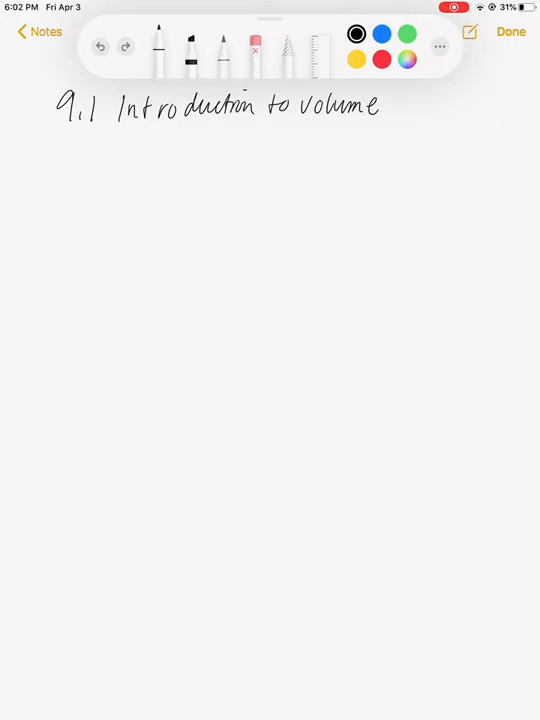 6:02 PM Fri Apr 3 31%
Notes Done
9.1 Introduction to volume